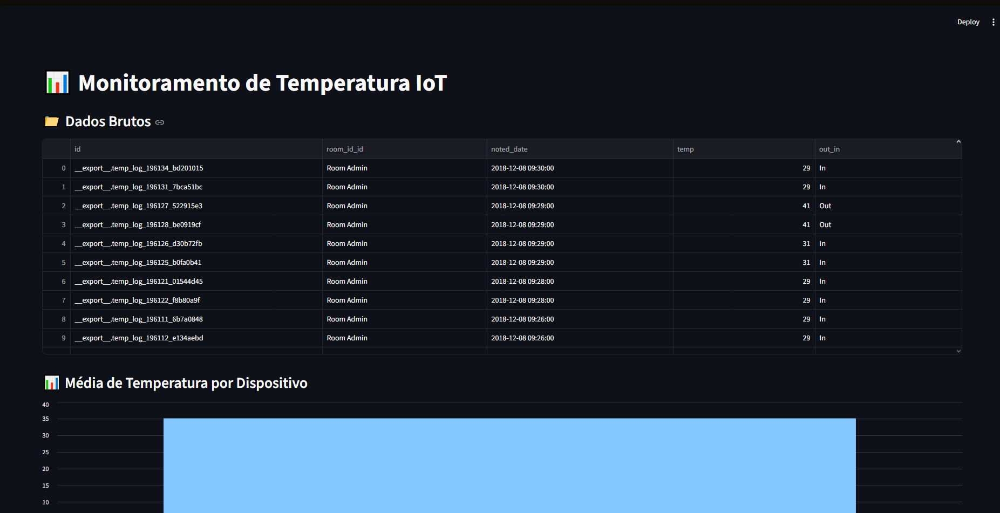 Deploy
Monitoramento de Temperatura IoT
Dados Brutos
id room_id_id noted_date temp out_in
0 __export__.temp_log_196134_bd201015 Room Admin 2018-12-08 09:30:00 29 In
1 __export__.temp_log_196131_7bca51bc Room Admin 2018-12-08 09:30:00 29 In
2 __export__.temp_log_196127_522915e3 Room Admin 2018-12-08 09:29:00 41 Out
3 __export__.temp_log_196128_be0919cf Room Admin 2018-12-08 09:29:00 41 Out
4 __export__.temp_log_196126_d30b72fb Room Admin 2018-12-08 09:29:00 31 In
5 __export__.temp_log_196125_b0fa0b41 Room Admin 2018-12-08 09:29:00 31 In
6 __export__.temp_log_196121_01544d45 Room Admin 2018-12-08 09:28:00 29 In
7 __export__.temp_log_196122_f8b80a9f Room Admin 2018-12-08 09:28:00 29 In
8 __export__.temp_log_196111_6b7a0848 Room Admin 2018-12-08 09:26:00 29 In
9 __export__.temp_log_196112_e134aebd Room Admin 2018-12-08 09:26:00 29 In
Média de Temperatura por Dispositivo
40
35
30
25
20
15
10